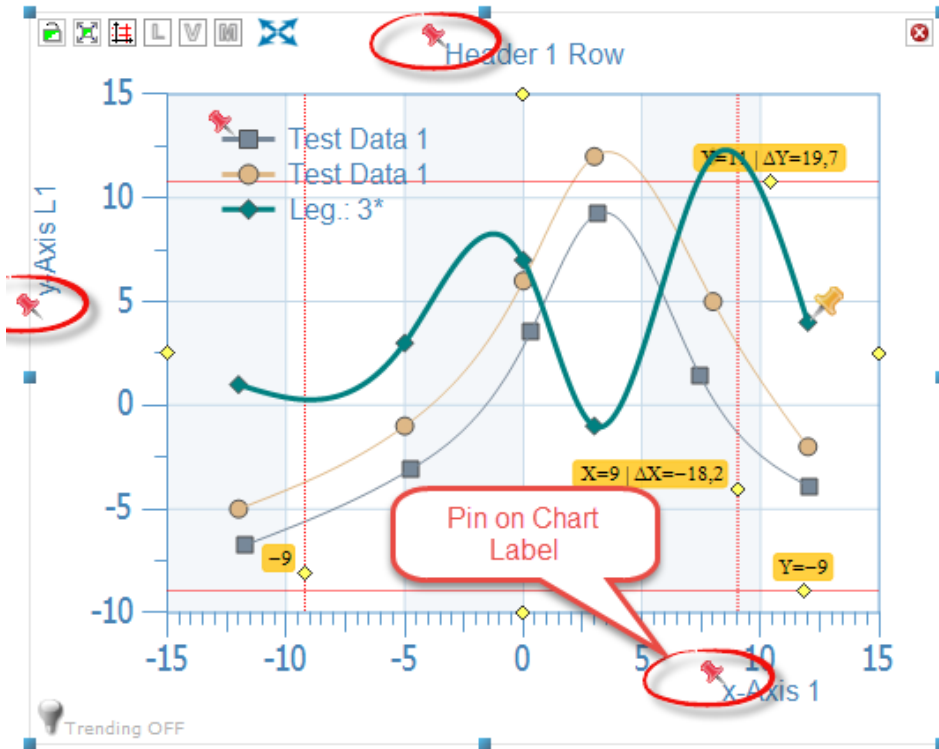 L V M
Header 1 Row
15
Test Data 1
Y=11 | ΔY=19,7
Test Data 1
10
Leg.: 3*
y-Axis L1
5
0
X=9 | ΔX=−18,2
-5
Pin on Chart
Label
−9
Y=−9
-10
-15 -10 -5 0 5 10 15
x-Axis 1
Trending OFF